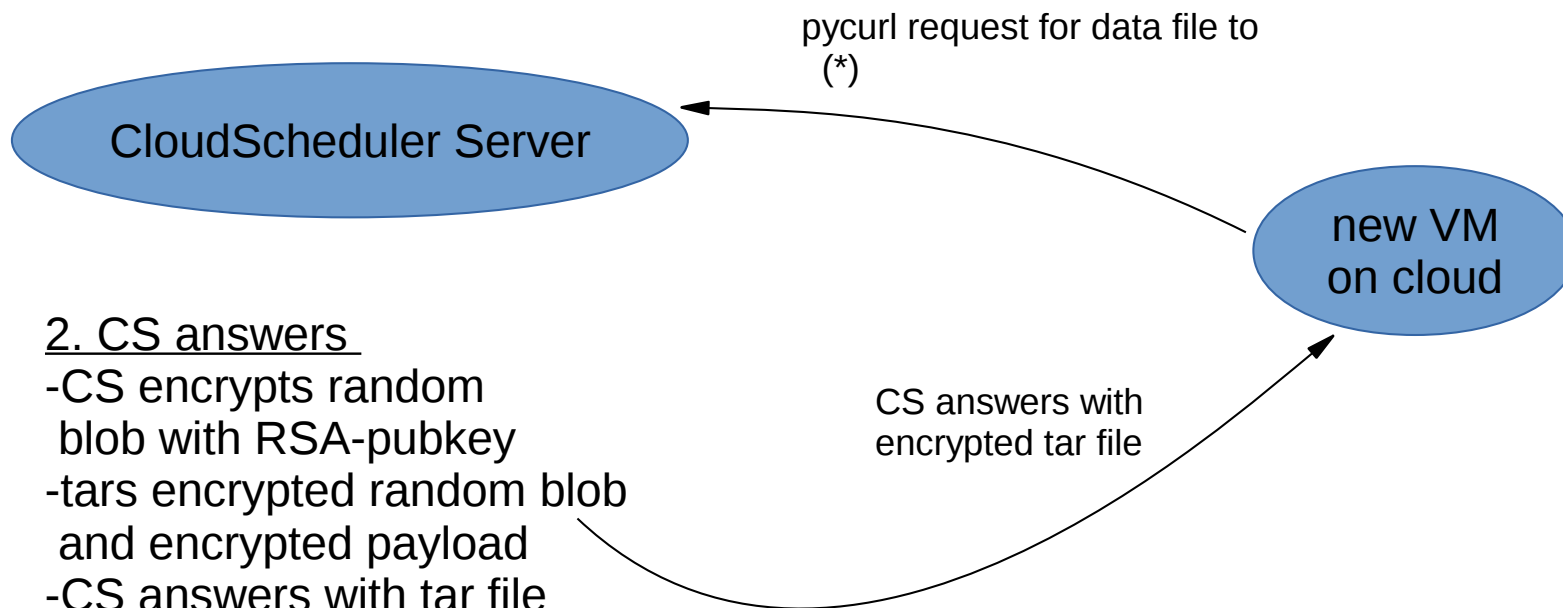 pycurl request for data file to
(*)
CloudScheduler Server
new VM
on cloud
2. CS answers
-CS encrypts random
blob with RSA-pubkey
-tars encrypted random blob
and encrypted payload
-CS answers with tar file
CS answers with
encrypted tar file